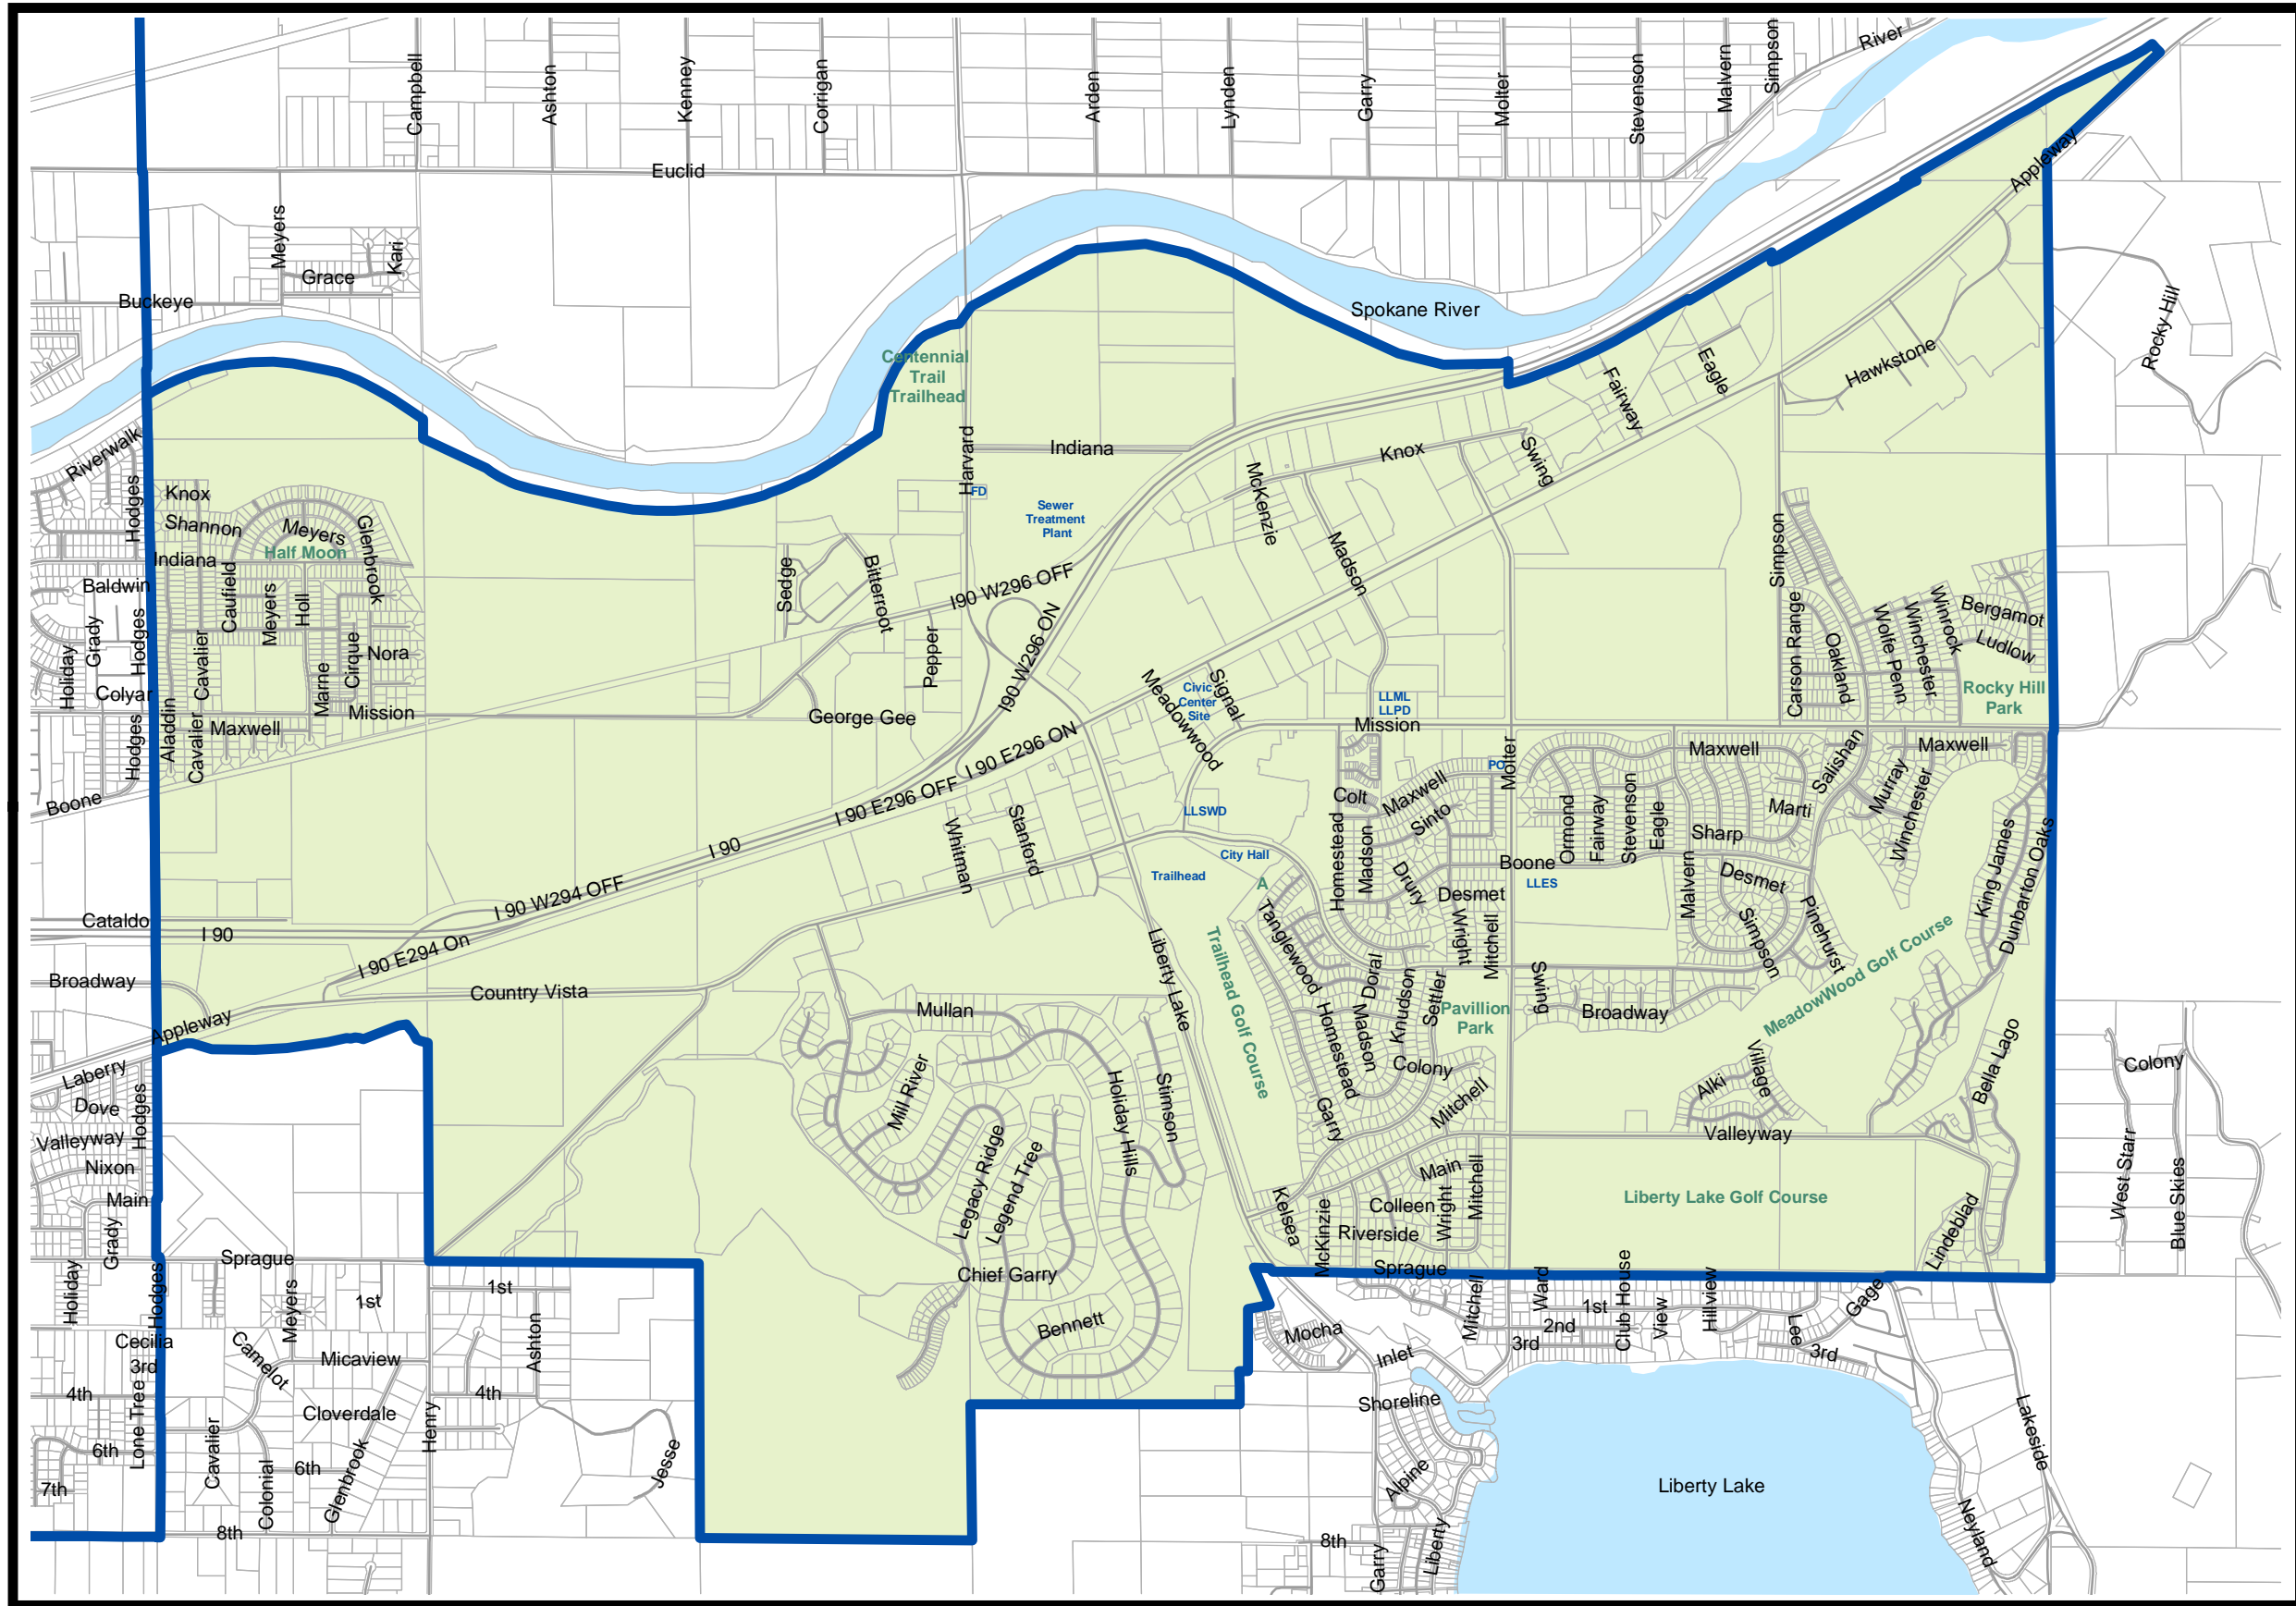 Campbell
Ashton
Kenney
Corrigan
Arden
Lynden
Garry
Molter
Stevenson
Malvern
Simpson
River
Euclid
Appleway
Meyers
Kari
Grace
Buckeye
Spokane River
Rocky Hill
Centennial
Trail
Trailhead
Eagle
Fairway
Hawkstone
Riverwalk
Hodges
Knox
Shannon
Meyers
Glenbrook
Half Moon
Indiana
Harvard
Indiana
FD
Sewer
Treatment
Plant
McKenzie
Knox
Swing
Madson
Simpson
Baldwin
Grady
Hodges
Holiday
Colyar
Hodges
Caufield
Meyers
Holl
Cavalier
Marne
Cirque
Nora
Aladdin
Cavalier
Maxwell
Mission
Sedge
Bitterroot
Pepper
George Gee
I90 W296 OFF
I90 W296 ON
I 90 E296 ON
I 90 E296 OFF
Meadowwood
Signal
Civic
Center
Site
LLML
LLPD
Mission
Carson Range
Oakland
Wolfe Penn
Winchester
Winrock
Bergamot
Ludlow
Rocky Hill
Park
Boone
Whitman
Stanford
LLSWD
City Hall
Trailhead
A
Colt
Maxwell
Sinto
PO
Molter
Homestead
Madson
Drury
Desmet
Wright
Mitchell
Boone
LLES
Ormond
Fairway
Stevenson
Eagle
Maxwell
Sharp
Marti
Salishan
Murray
Winchester
Maxwell
Malvern
Desmet
Simpson
Pinehurst
King James
Dunbarton Oaks
MeadowWood Golf Course
Cataldo
I 90
I 90
I 90 W294 OFF
I 90 E294 On
Broadway
Appleway
Country Vista
Liberty Lake
Trailhead Golf Course
Tanglewood
Doral
Knudson
Settler
Homestead
Madson
Colony
Garry
Mitchell
Pavillion
Park
Swing
Broadway
Alki
Village
Valleyway
Bella Lago
Colony
West Starr
Blue Skies
Laberry
Dove
Hodges
Valleyway
Nixon
Main
Grady
Mullan
Mill River
Legacy Ridge
Legend Tree
Holiday Hills
Stimson
Chief Garry
Bennett
Kelsea
McKinzie
Main
Colleen
Wright
Mitchell
Riverside
Liberty Lake Golf Course
Lindeblad
Sprague
Holiday
Hodges
Meyers
1st
1st
Ashton
Cecilia
3rd
4th
Lone Tree
6th
7th
Camelot
Micaview
4th
Cloverdale
Henry
Cavalier
Colonial
6th
Glenbrook
8th
Jesse
Sprague
Mitchell
Ward
1st
2nd
3rd
Club House
View
Hillview
Lee
3rd
Gage
Mocha
Inlet
Shoreline
Alpine
Liberty
Garry
8th
Liberty Lake
Lakeside
Neyland